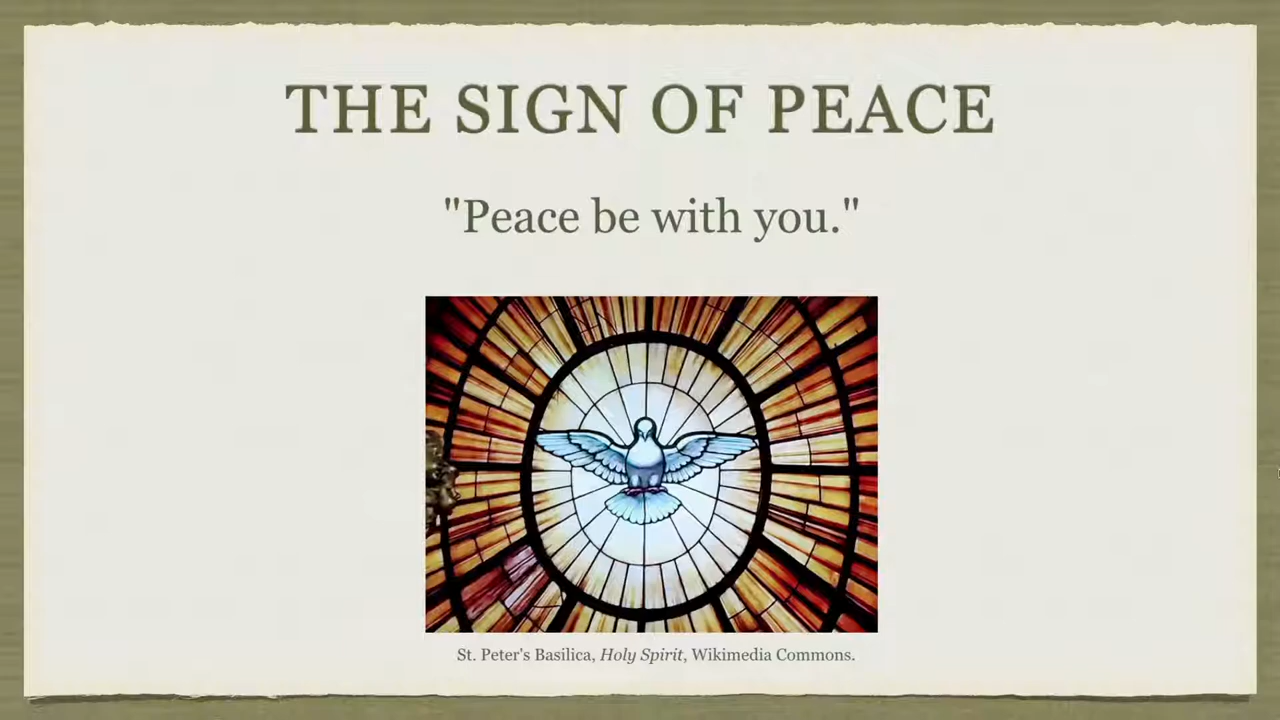 THE SIGN OF PEACE
"Peace be with you."
St. Peter's Basilica, Holy Spirit, Wikimedia Commons.